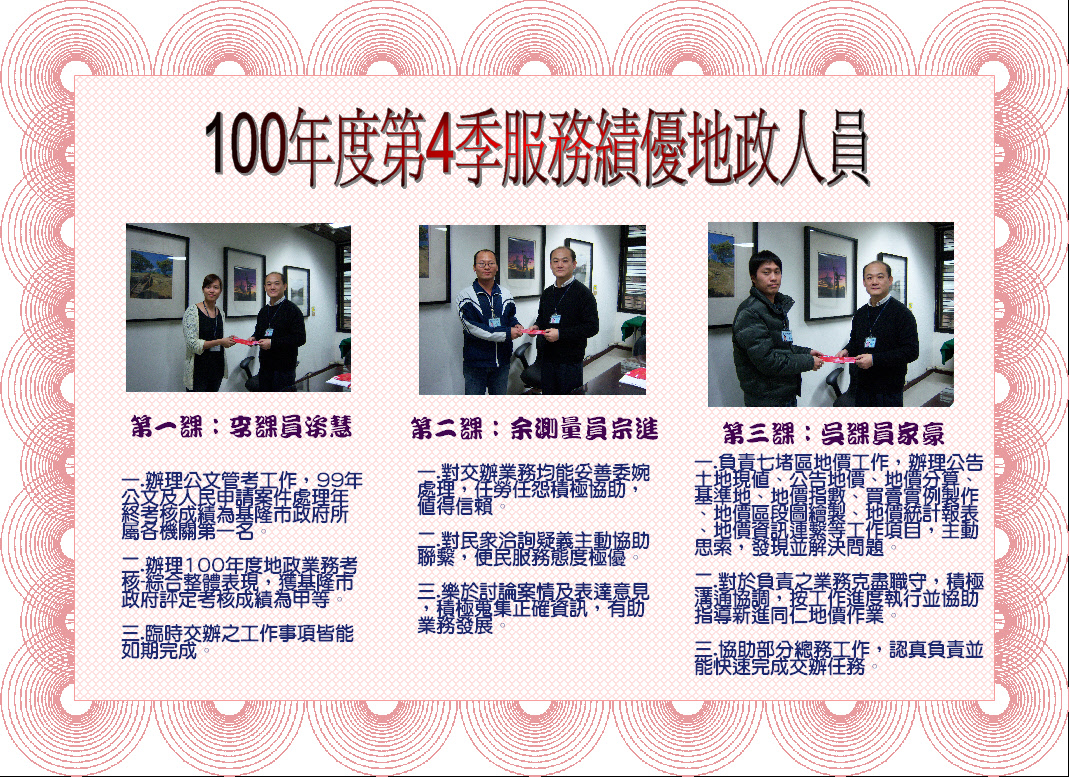 100年度第4季服務績優地政人員
第一課：李課員姿慧
一.辦理公文管考工作，99年
公文及人民申請案件處理年
終考核成績為基隆市政府所
屬各機關第一名。
二.辦理100年度地政業務考
核-綜合整體表現，獲基隆市
政府評定考核成績為甲等。
三.臨時交辦之工作事項皆能
如期完成。
第二課：余測量員宗進
一.對交辦業務均能妥善委婉
處理，任勞任怨積極協助，
值得信賴。
二.對民眾洽詢疑義主動協助
聯繫，便民服務態度極優。
三.樂於討論案情及表達意見
，積極蒐集正確資訊，有助
業務發展。
第三課：吳課員家豪
一.負責七堵區地價工作，辦理公告
土地現值、公告地價、地價分算、
基準地、地價指數、買賣實例製作
、地價區段圖繪製、地價統計報表
、地價資訊連繫等工作項目，主動
思索，發現並解決問題。
二.對於負責之業務克盡職守，積極
溝通協調，按工作進度執行並協助
指導新進同仁地價作業。
三.協助部分總務工作，認真負責並
能快速完成交辦任務。